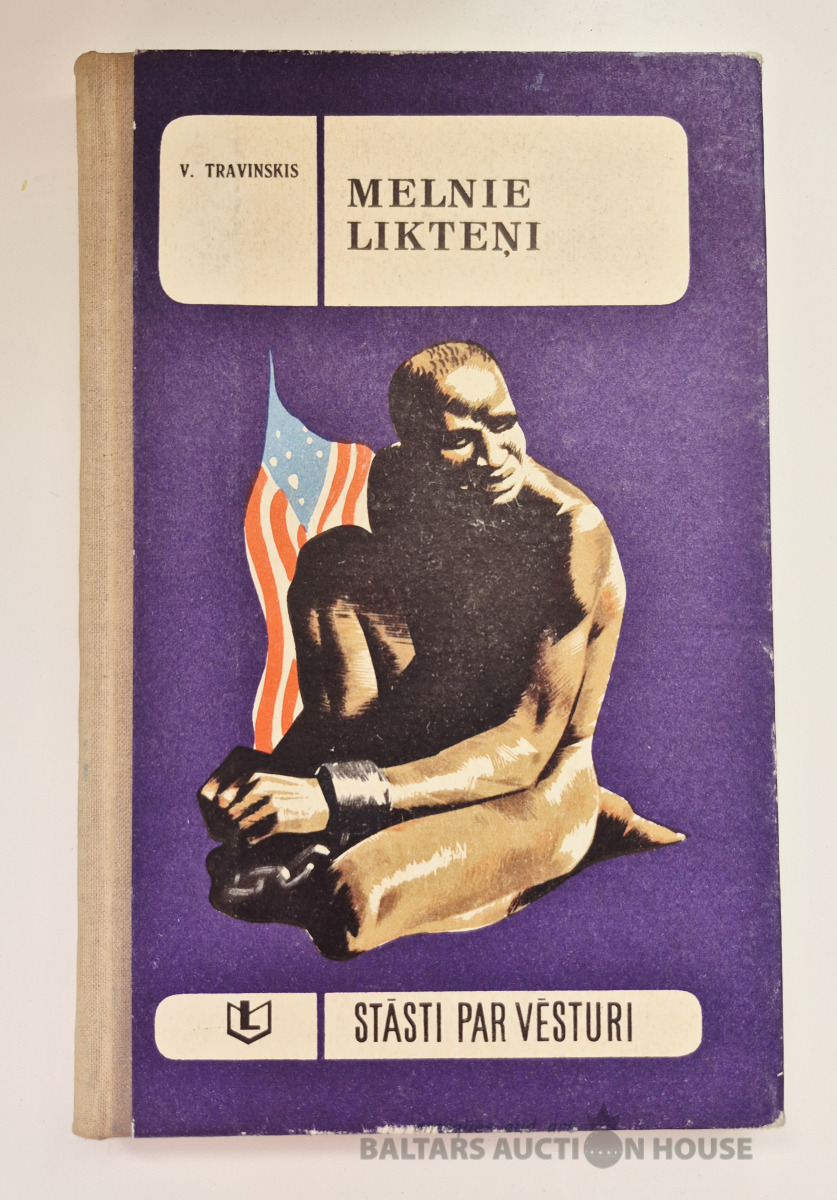 V. TRAVINSKIS
MELNIE
LIKTEŅI
L
STĀSTI PAR VĒSTURI
BALTARS AUCTION HOUSE